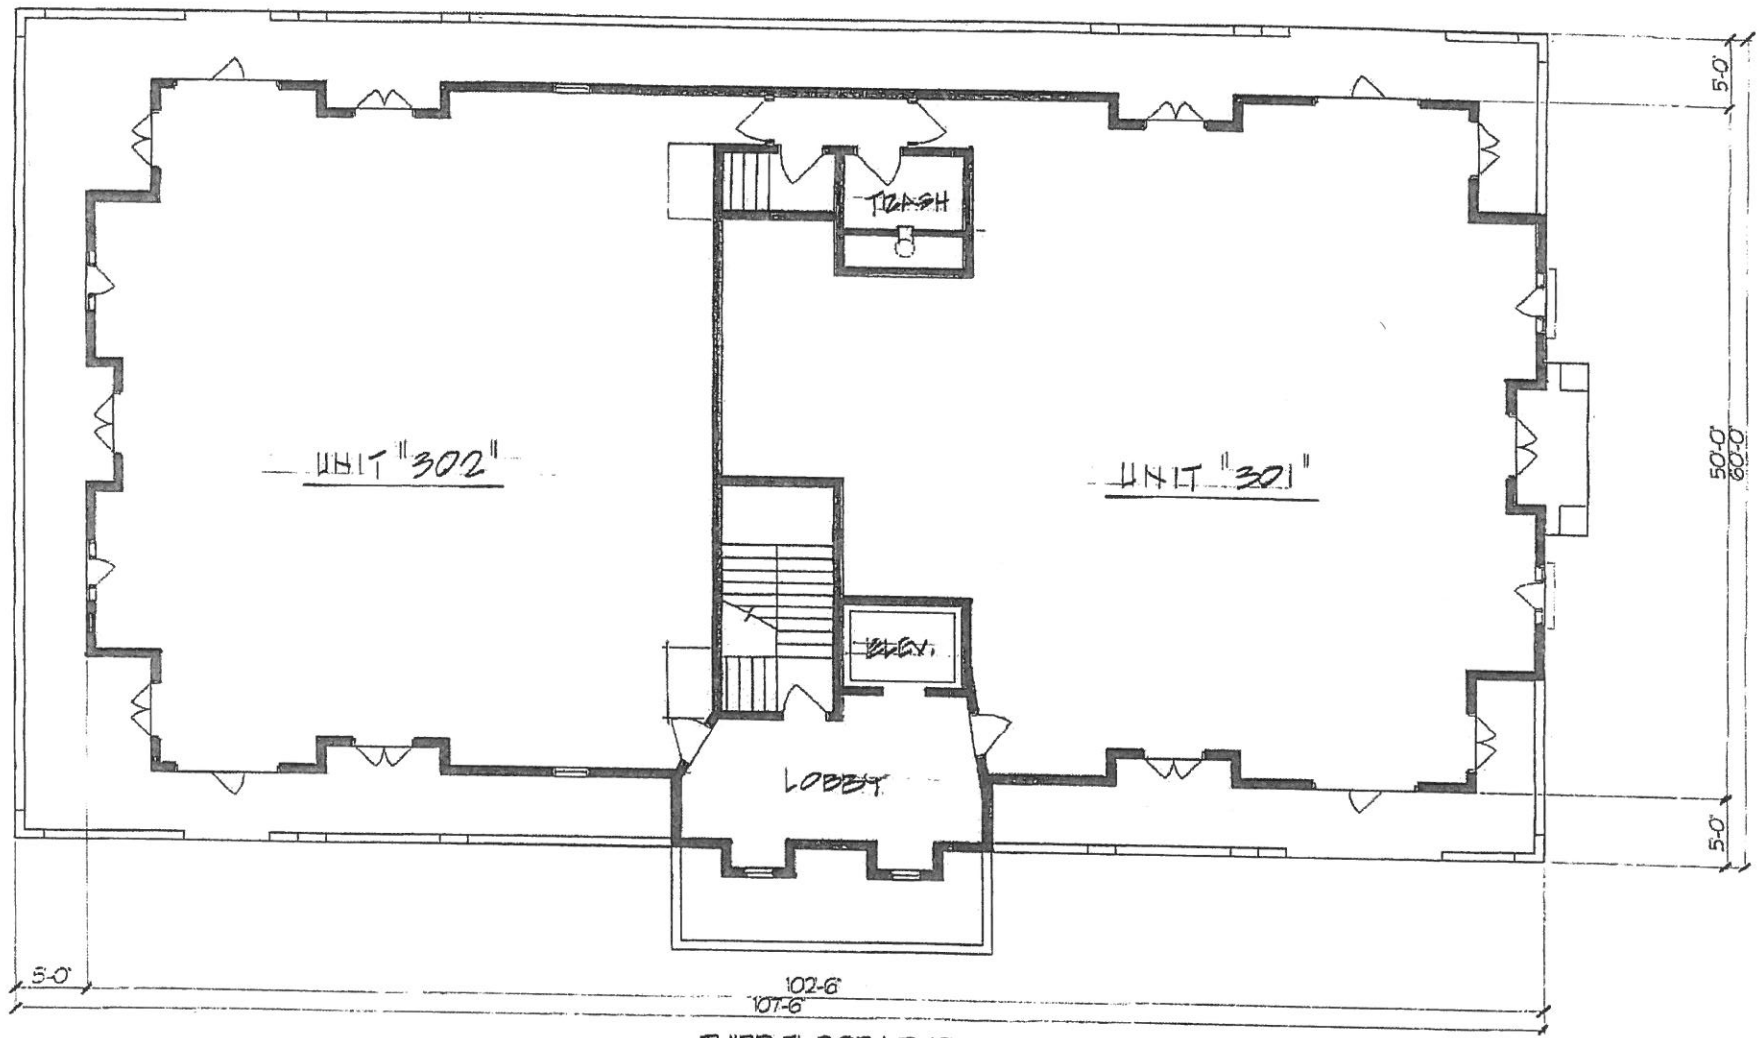 5-0"
TRASH
UNIT "302"
UNIT "301"
50-0"
60-0"
ELEV.
LOBBY
5-0"
5-0"
102-6"
107-6"